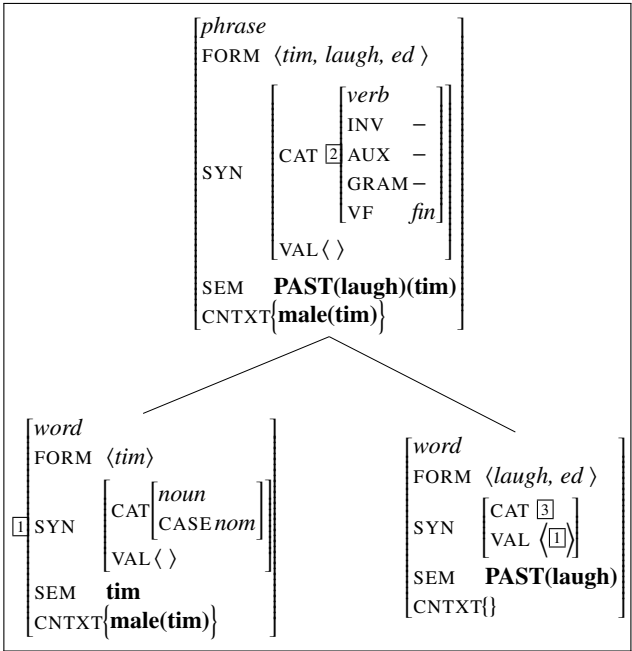 phrase
FORM ⟨tim, laugh, ed ⟩
SYN
CAT 2
verb
INV −
AUX −
GRAM −
VF fin
VAL ⟨ ⟩
SEM PAST(laugh)(tim)
CNTXT {male(tim)}
1
word
FORM ⟨tim⟩
SYN
CAT
noun
CASE nom
VAL ⟨ ⟩
SEM tim
CNTXT {male(tim)}
word
FORM ⟨laugh, ed ⟩
SYN
CAT 3
VAL ⟨1⟩
SEM PAST(laugh)
CNTXT {}